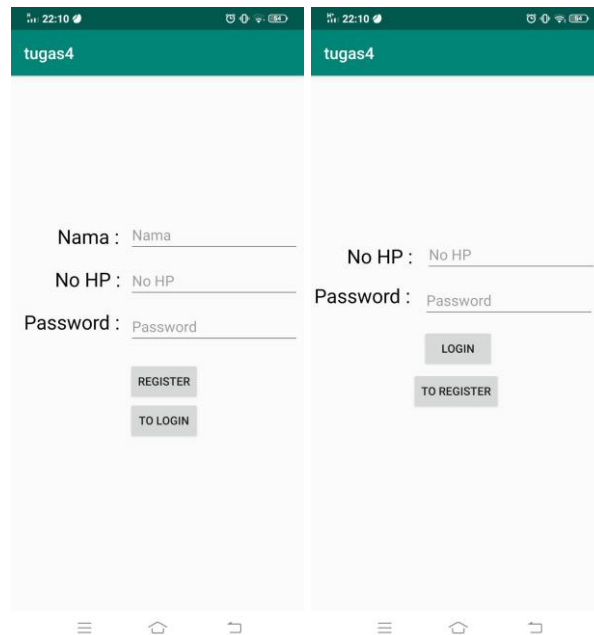 22:10
tugas4
Nama : Nama
No HP : No HP
Password : Password
REGISTER
TO LOGIN
22:10
tugas4
No HP : No HP
Password : Password
LOGIN
TO REGISTER